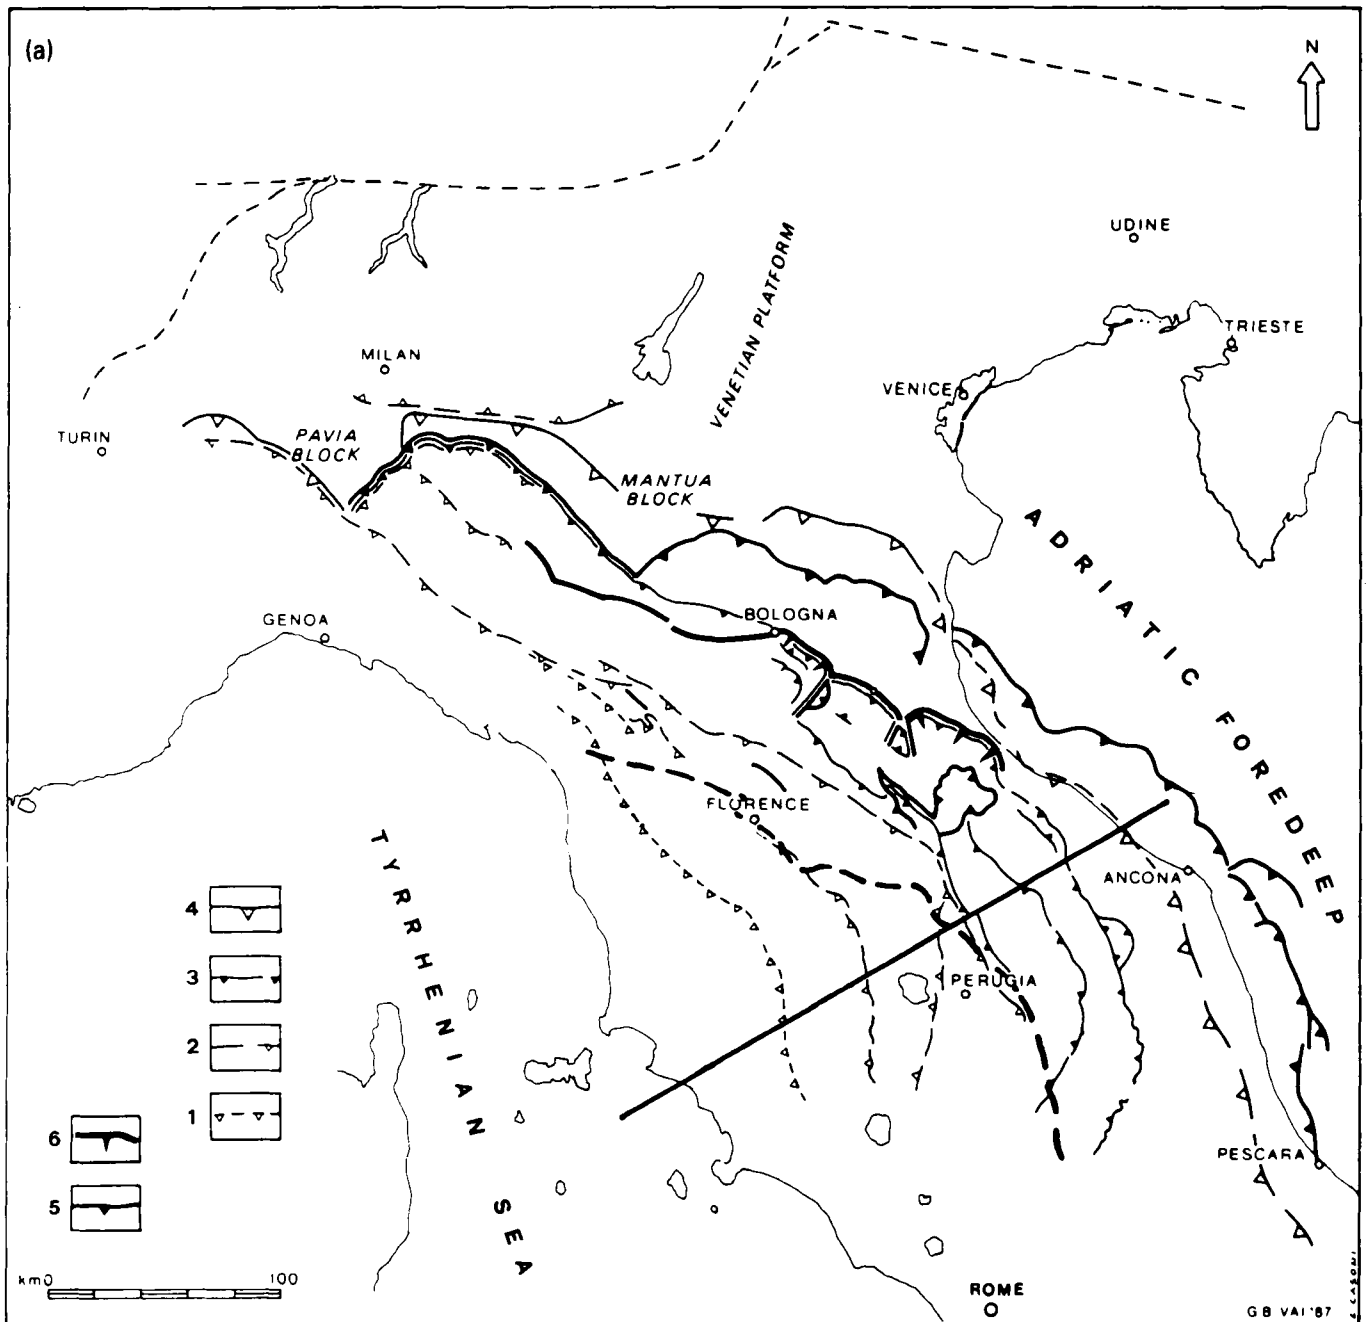 (a)
N
UDINE
TRIESTE
MILAN
VENETIAN PLATFORM
VENICE
TURIN
PAVIA
BLOCK
MANTUA
BLOCK
ADRIATIC FOREDEEP
GENOA
BOLOGNA
FLORENCE
TYRRHENIAN SEA
ANCONA
PERUGIA
4
3
2
1
6
5
PESCARA
km 0 100
ROME
G B VAI '87